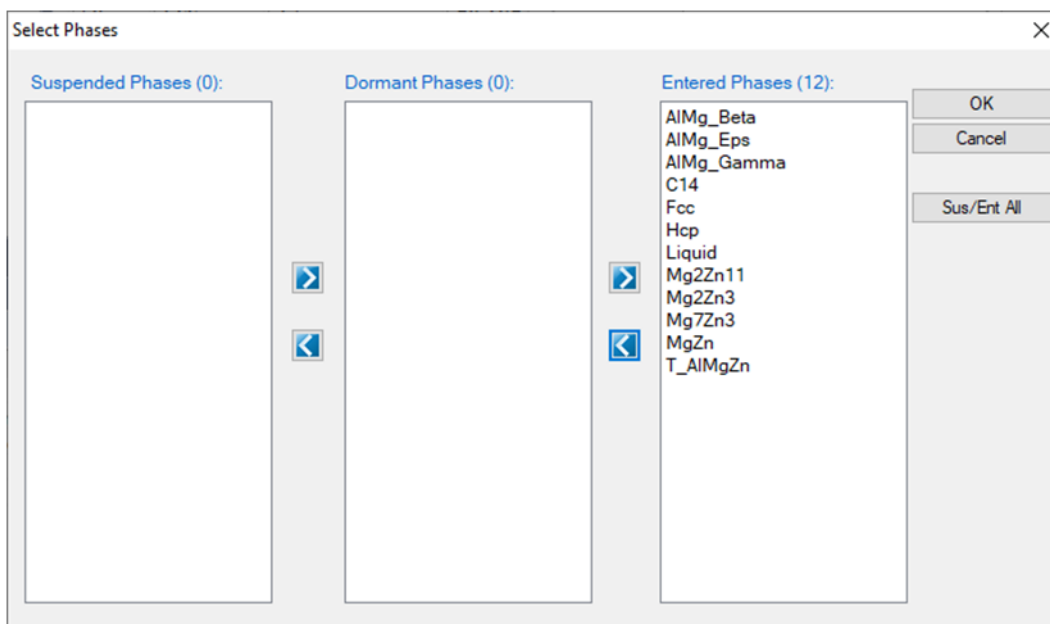 Select Phases
Suspended Phases (0):
Dormant Phases (0):
Entered Phases (12):
AlMg_Beta
AlMg_Eps
AlMg_Gamma
C14
Fcc
Hcp
Liquid
Mg2Zn11
Mg2Zn3
Mg7Zn3
MgZn
T_AlMgZn
OK
Cancel
Sus/Ent All